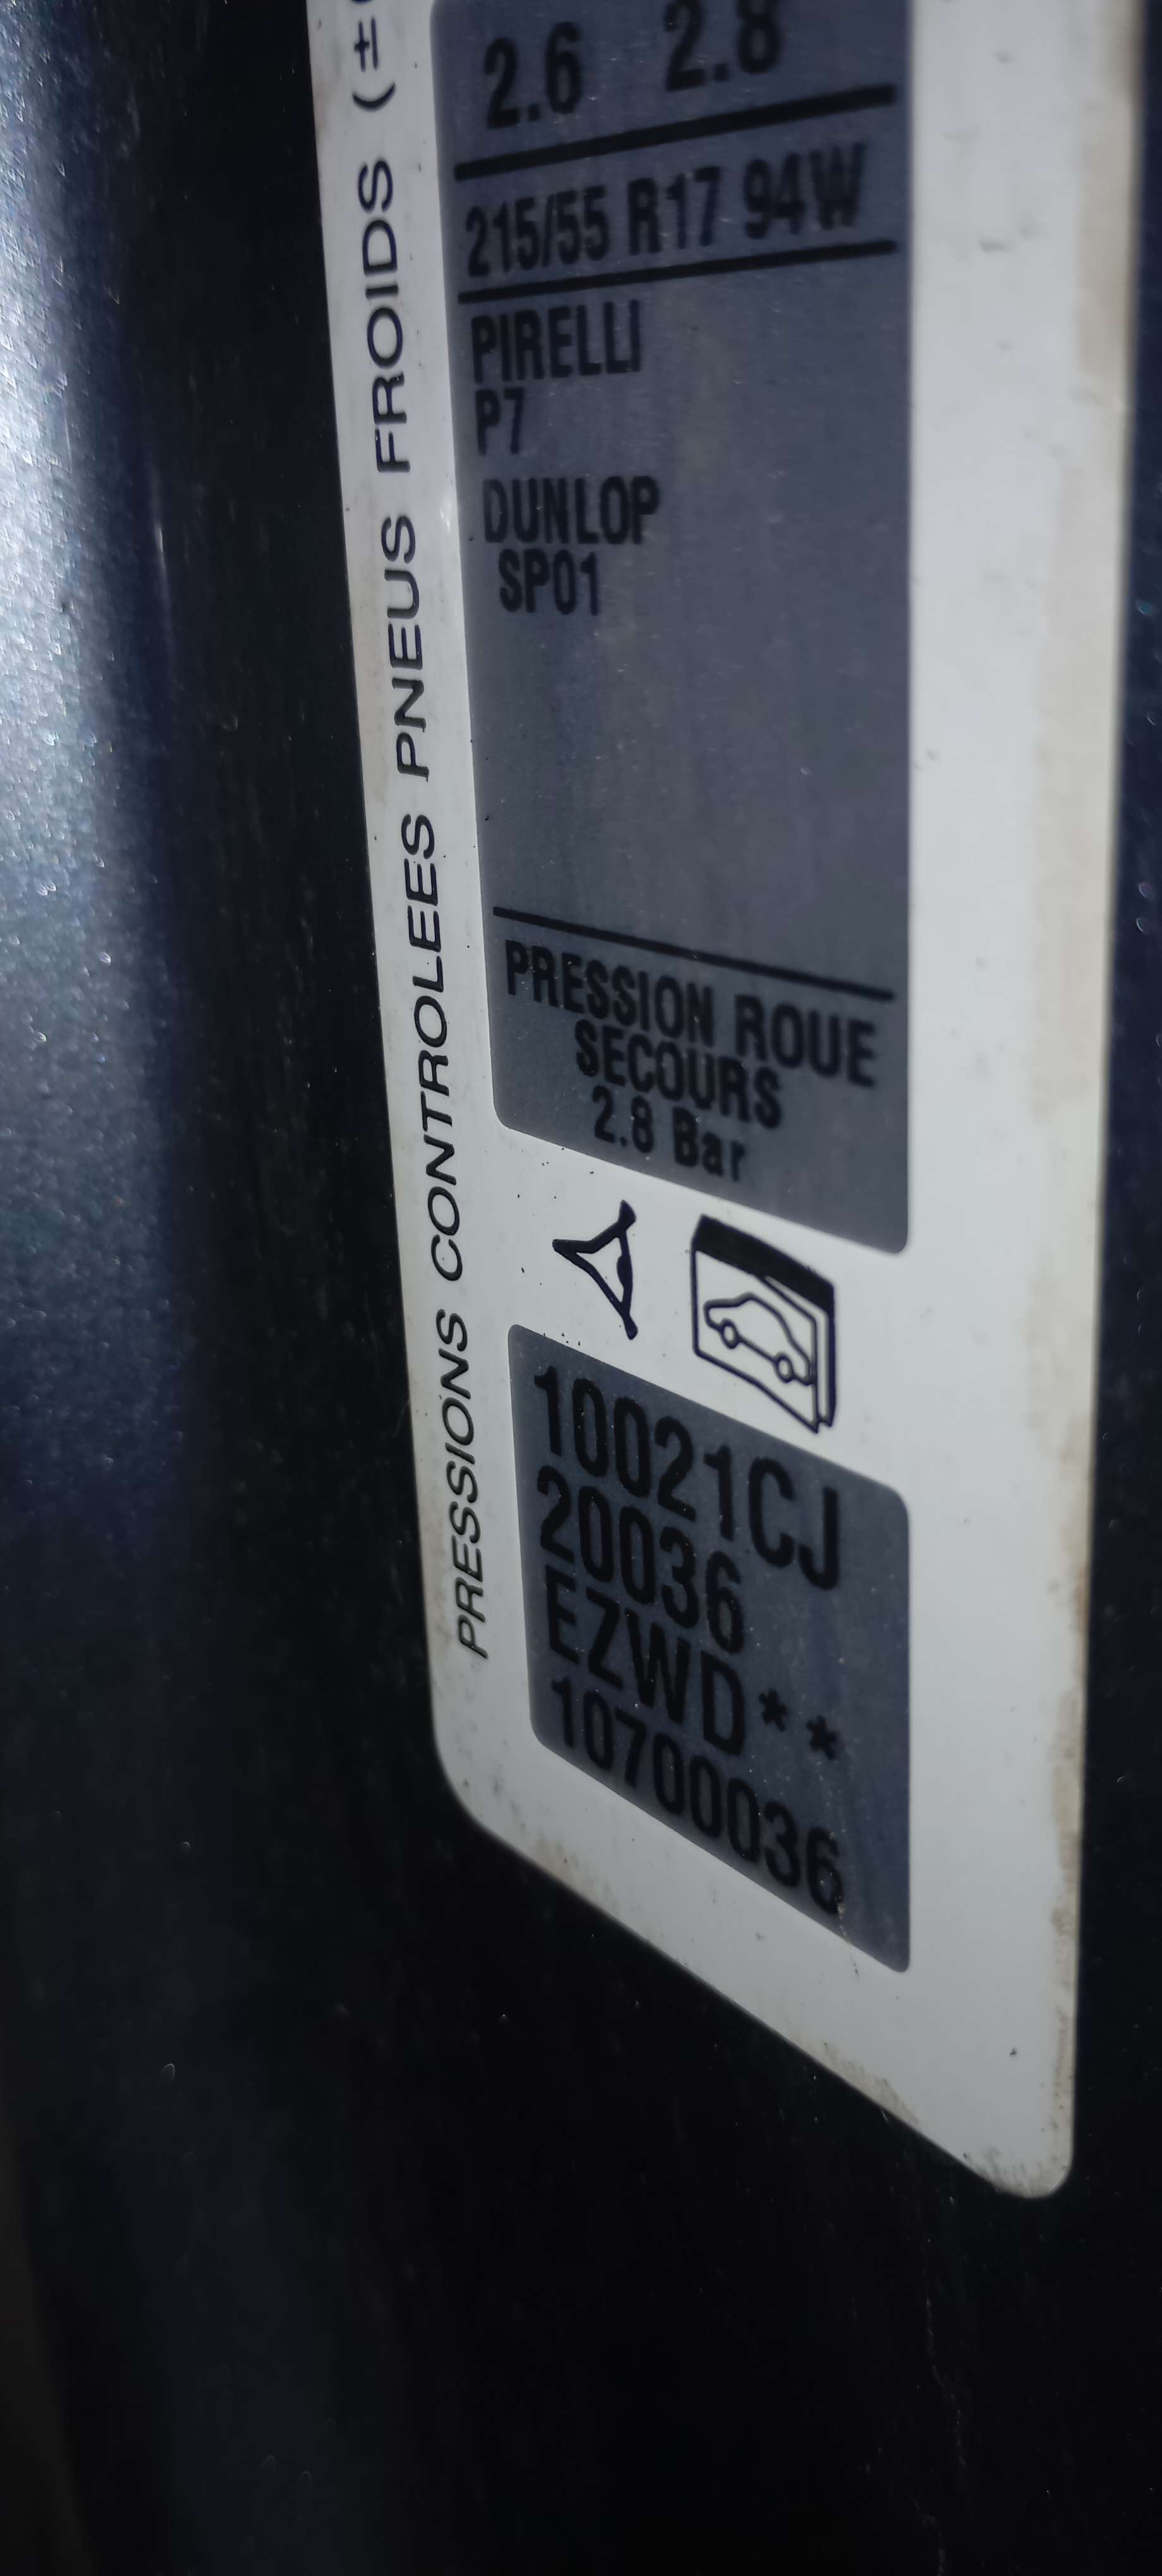 2.6 2.8
215/55 R17 94W
PIRELLI
P7
DUNLOP
SP01
PRESSION ROUE
SECOURS
2.8 Bar
10021CJ
20036
EZWD**
10700036
PRESSIONS CONTROLEES PNEUS FROIDS (±